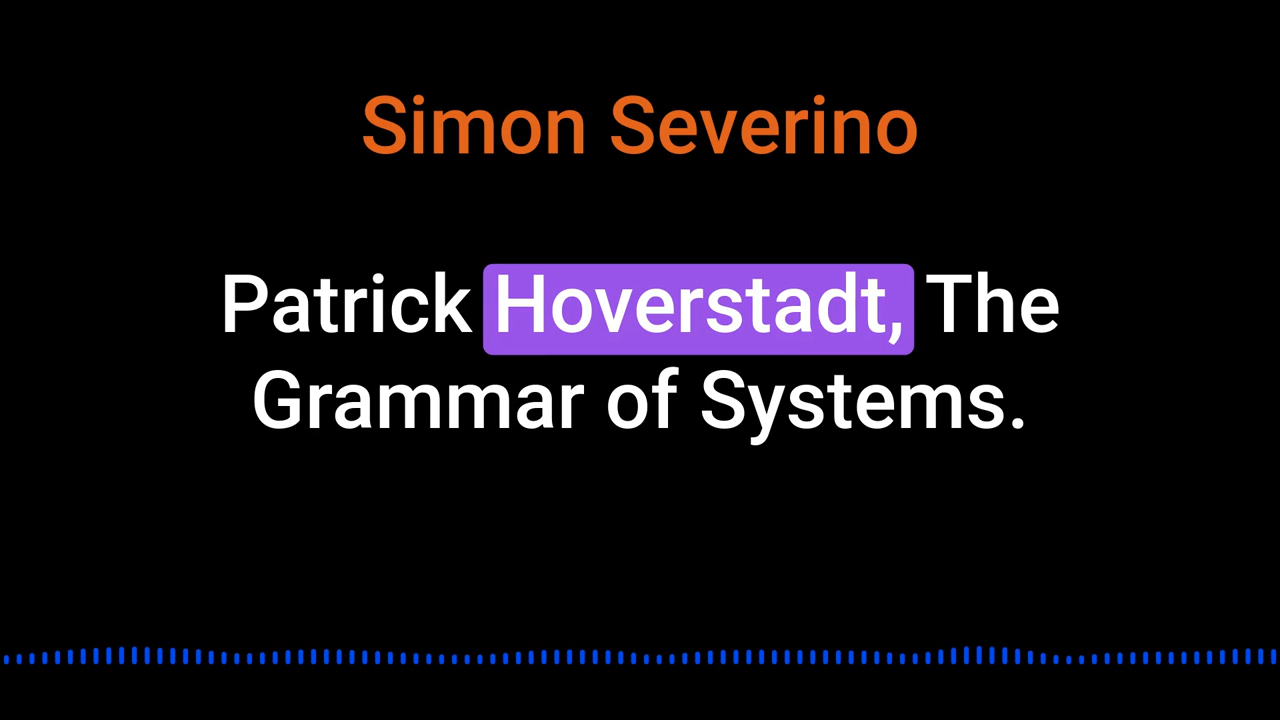 Simon Severino
Patrick Hoverstadt, The
Grammar of Systems.